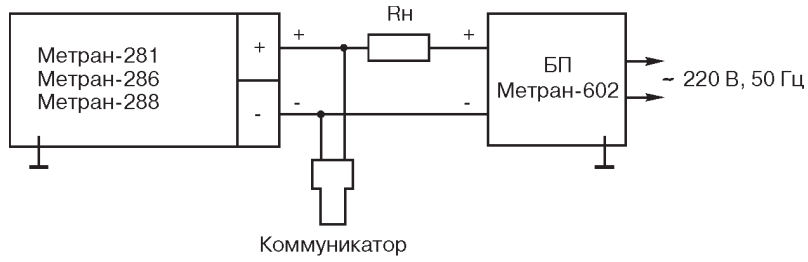 Rн
+ + +
Метран-281
Метран-286
Метран-288
БП
Метран-602
~ 220 В, 50 Гц
- - -
Коммуникатор